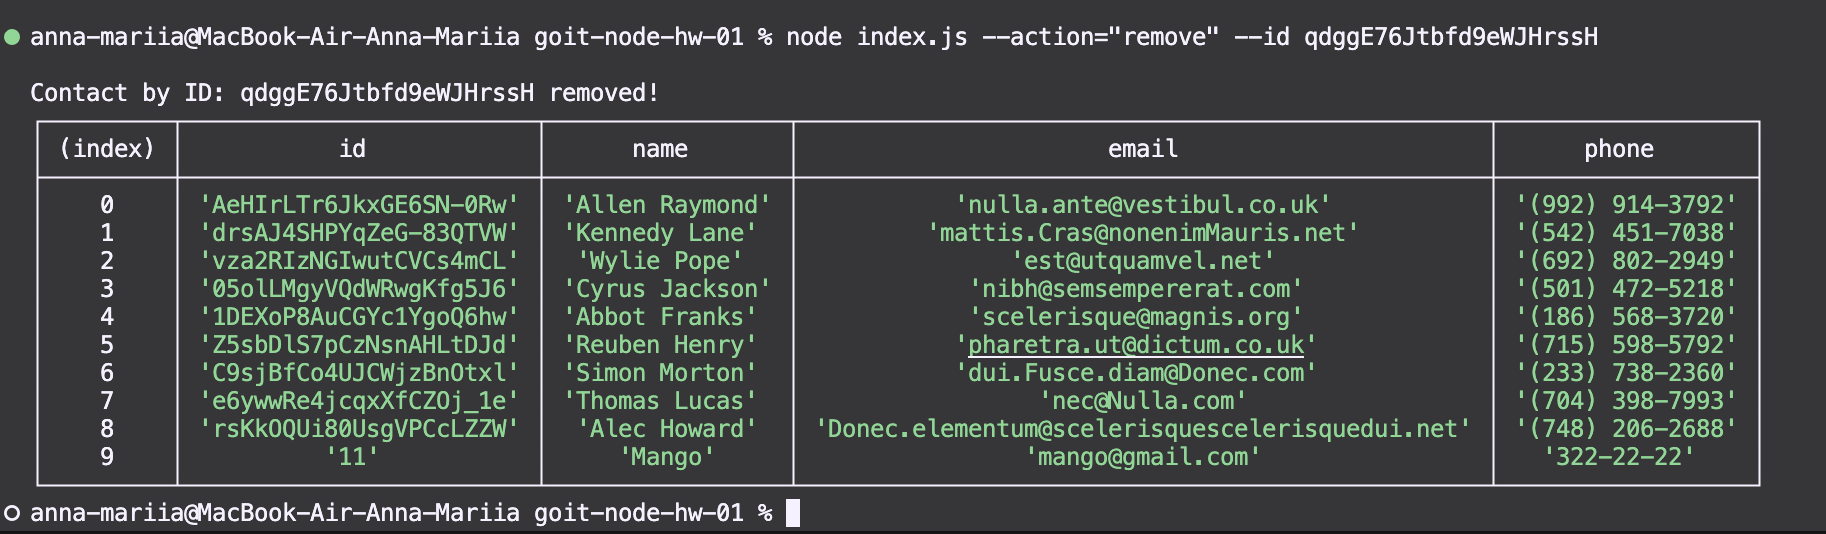 anna-mariia@MacBook-Air-Anna-Mariia goit-node-hw-01 % node index.js --action="remove" --id qdggE76Jtbfd9eWJHrssH
Contact by ID: qdggE76Jtbfd9eWJHrssH removed!
(index) id name email phone
0 'AeHIrLTr6JkxGE6SN-0Rw' 'Allen Raymond' 'nulla.ante@vestibul.co.uk' '(992) 914-3792'
1 'drsAJ4SHPYqZeG-83QTVW' 'Kennedy Lane' 'mattis.Cras@nonenimMauris.net' '(542) 451-7038'
2 'vza2RIzNGIwutCVCs4mCL' 'Wylie Pope' 'est@utquamvel.net' '(692) 802-2949'
3 '05olLMgyVQdWRwgKfg5J6' 'Cyrus Jackson' 'nibh@semsempererat.com' '(501) 472-5218'
4 '1DEXoP8AuCGYc1YgoQ6hw' 'Abbot Franks' 'scelerisque@magnis.org' '(186) 568-3720'
5 'Z5sbDlS7pCzNsnAHLtDJd' 'Reuben Henry' 'pharetra.ut@dictum.co.uk' '(715) 598-5792'
6 'C9sjBfCo4UJCWjzBnOtxl' 'Simon Morton' 'dui.Fusce.diam@Donec.com' '(233) 738-2360'
7 'e6ywwRe4jcqxXfCZOj_1e' 'Thomas Lucas' 'nec@Nulla.com' '(704) 398-7993'
8 'rsKkOQUi80UsgVPCcLZZW' 'Alec Howard' 'Donec.elementum@scelerisquescelerisquedui.net' '(748) 206-2688'
9 '11' 'Mango' 'mango@gmail.com' '322-22-22'
anna-mariia@MacBook-Air-Anna-Mariia goit-node-hw-01 %